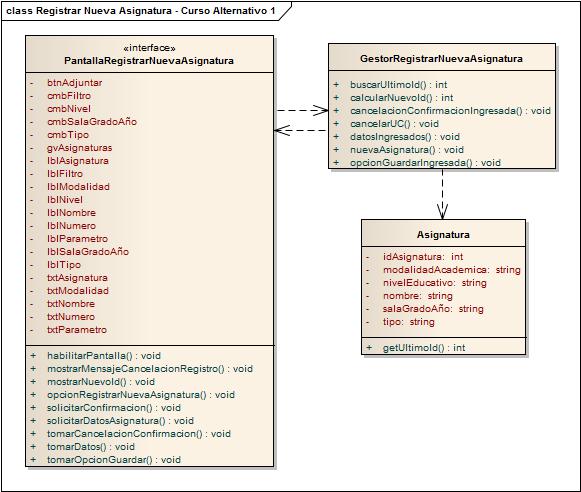 class Registrar Nueva Asignatura - Curso Alternativo 1
«interface»
PantallaRegistrarNuevaAsignatura
- btnAdjuntar
- cmbFiltro
- cmbNivel
- cmbSalaGradoAño
- cmbTipo
- gvAsignaturas
- lblAsignatura
- lblFiltro
- lblModalidad
- lblNivel
- lblNombre
- lblNumero
- lblParametro
- lblSalaGradoAño
- lblTipo
- txtAsignatura
- txtModalidad
- txtNombre
- txtNumero
- txtParametro
+ habilitarPantalla() : void
+ mostrarMensajeCancelacionRegistro() : void
+ mostrarNuevoId() : void
+ opcionRegistrarNuevaAsignatura() : void
+ solicitarConfirmacion() : void
+ solicitarDatosAsignatura() : void
+ tomarCancelacionConfirmacion() : void
+ tomarDatos() : void
+ tomarOpcionGuardar() : void
GestorRegistrarNuevaAsignatura
+ buscarUltimoId() : int
+ calcularNuevoId() : int
+ cancelacionConfirmacionIngresada() : void
+ cancelarUC() : void
+ datosIngresados() : void
+ nuevaAsignatura() : void
+ opcionGuardarIngresada() : void
Asignatura
- idAsignatura: int
- modalidadAcademica: string
- nivelEducativo: string
- nombre: string
- salaGradoAño: string
- tipo: string
+ getUltimoId() : int